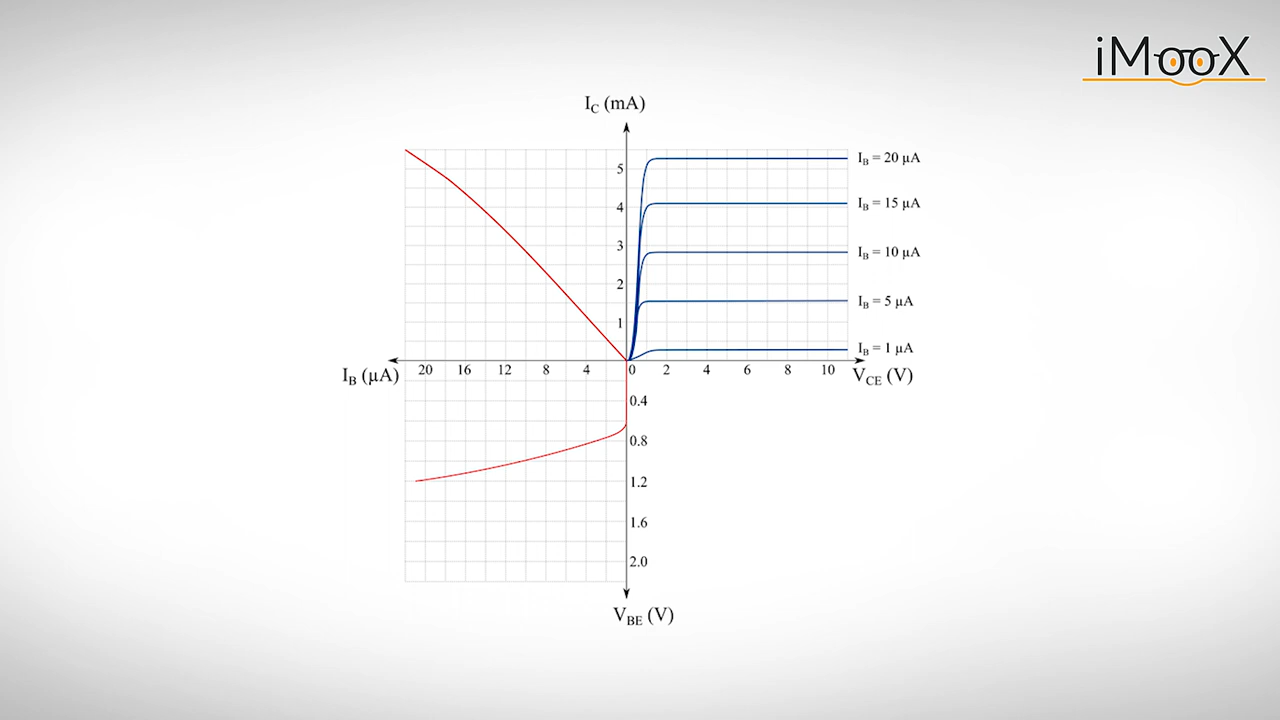 iMooX
I_C (mA)
5
4
3
2
1
I_B = 20 µA
I_B = 15 µA
I_B = 10 µA
I_B = 5 µA
I_B = 1 µA
I_B (µA) 20 16 12 8 4 0 2 4 6 8 10 V_CE (V)
0.4
0.8
1.2
1.6
2.0
V_BE (V)